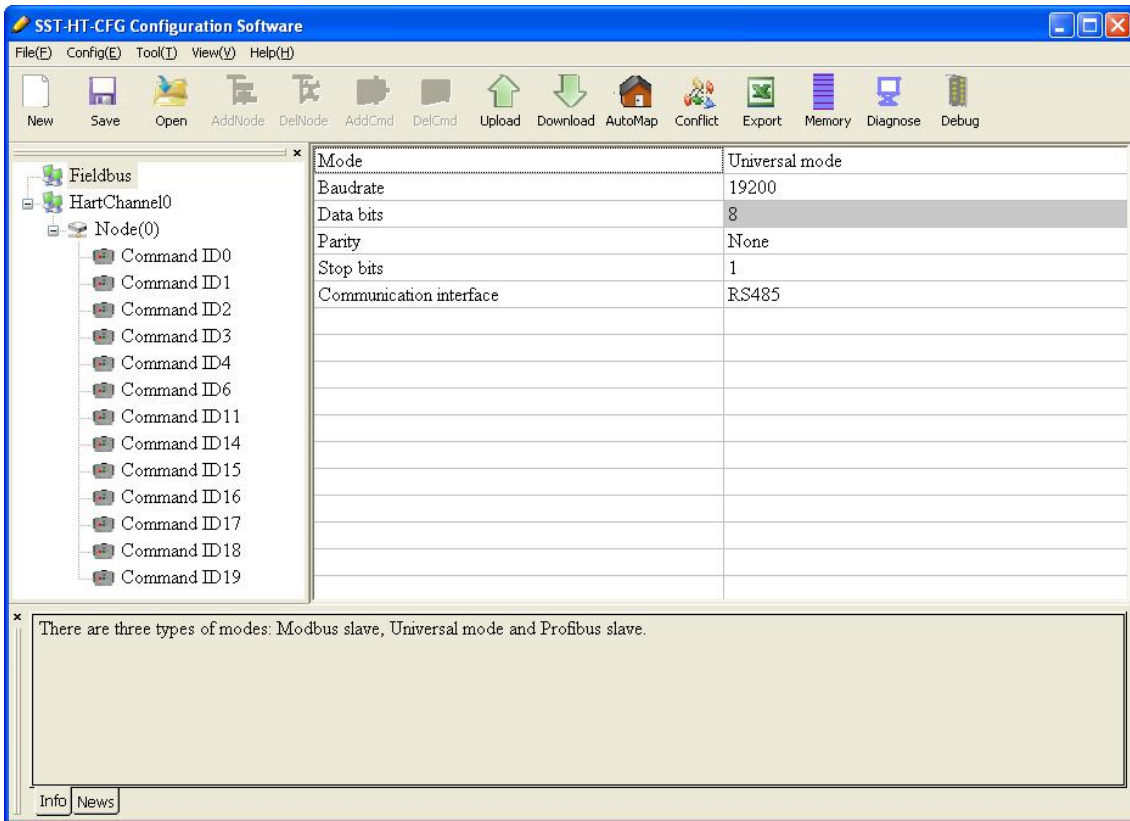 SST-HT-CFG Configuration Software
File(F) Config(E) Tool(T) View(V) Help(H)
New Save Open AddNode DelNode AddCmd DelCmd Upload Download AutoMap Conflict Export Memory Diagnose Debug
Fieldbus
HartChannel0
Node(0)
Command ID0
Command ID1
Command ID2
Command ID3
Command ID4
Command ID6
Command ID11
Command ID14
Command ID15
Command ID16
Command ID17
Command ID18
Command ID19
Mode Universal mode
Baudrate 19200
Data bits 8
Parity None
Stop bits 1
Communication interface RS485
There are three types of modes: Modbus slave, Universal mode and Profibus slave.
Info News